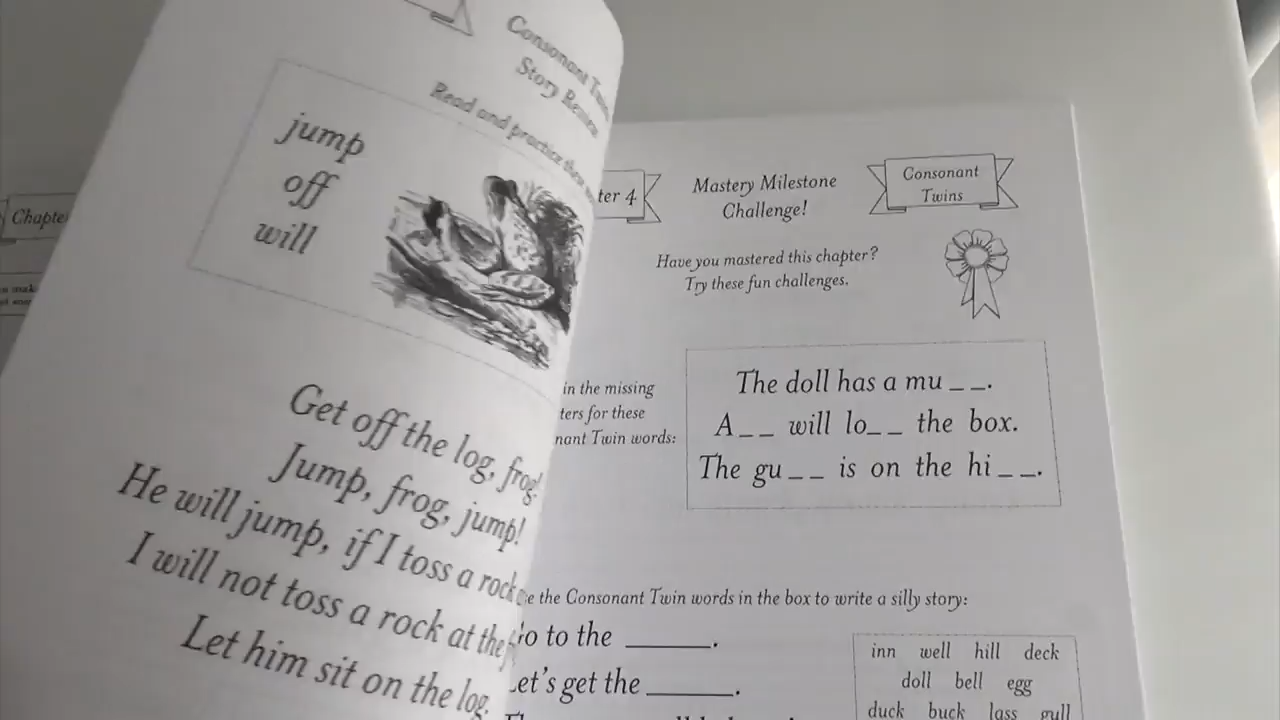 Consonant
Story
Read and practice
jump
off
will
Get off the log, frog!
Jump, frog, jump!
He will jump, if I toss a rock
I will not toss a rock at the
Let him sit on the log.
Chapte
ter 4
Mastery Milestone
Challenge!
Consonant
Twins
Have you mastered this chapter?
Try these fun challenges.
in the missing
ters for these
nant Twin words:
The doll has a mu _ _.
A _ _ will lo_ _ the box.
The gu _ _ is on the hi _ _.
e the Consonant Twin words in the box to write a silly story:
o to the ______.
et's get the ______.
inn well hill deck
doll bell egg
duck buck lass gull